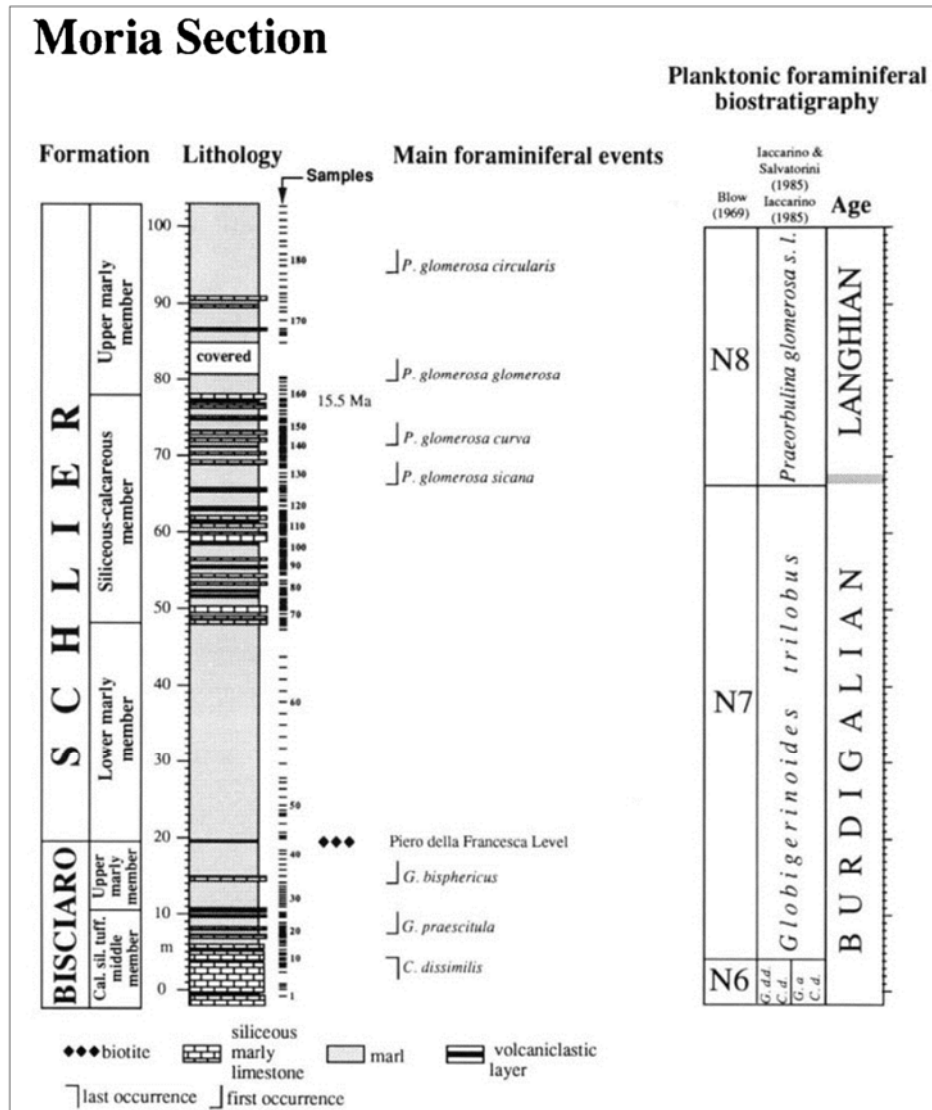 Moria Section
Planktonic foraminiferal
biostratigraphy
Formation
Lithology
Samples
Main foraminiferal events
Blow
(1969)
Iaccarino &
Salvatorini
(1985)
Iaccarino
(1985)
Age
SCHLIER
BISCIARO
Upper marly
member
Siliceous-calcareous
member
Lower marly
member
Upper
marly
member
Cal. sil. tuff.
middle
member
100
90
80
70
60
50
40
30
20
10
m
0
covered
180
170
160
150
140
130
120
110
100
90
80
70
60
50
40
30
20
10
1
P. glomerosa circularis
P. glomerosa glomerosa
15.5 Ma
P. glomerosa curva
P. glomerosa sicana
Piero della Francesca Level
G. bisphericus
G. praescitula
C. dissimilis
N8
N7
N6
Praeorbulina glomerosa s. l.
Globigerinoides trilobus
G. d.d.
C. d.
G. a
C. d.
LANGHIAN
BURDIGALIAN
biotite
siliceous
marly
limestone
marl
volcaniclastic
layer
last occurrence
first occurrence